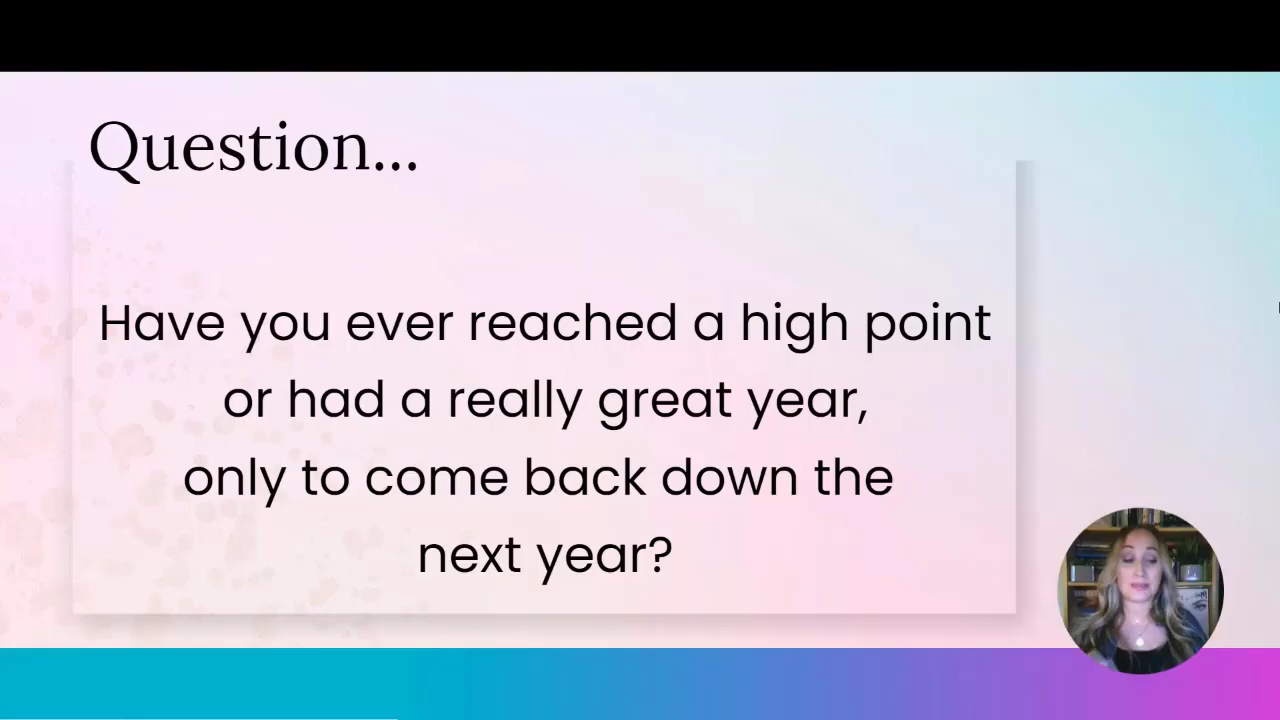 Question...
Have you ever reached a high point
or had a really great year,
only to come back down the
next year?